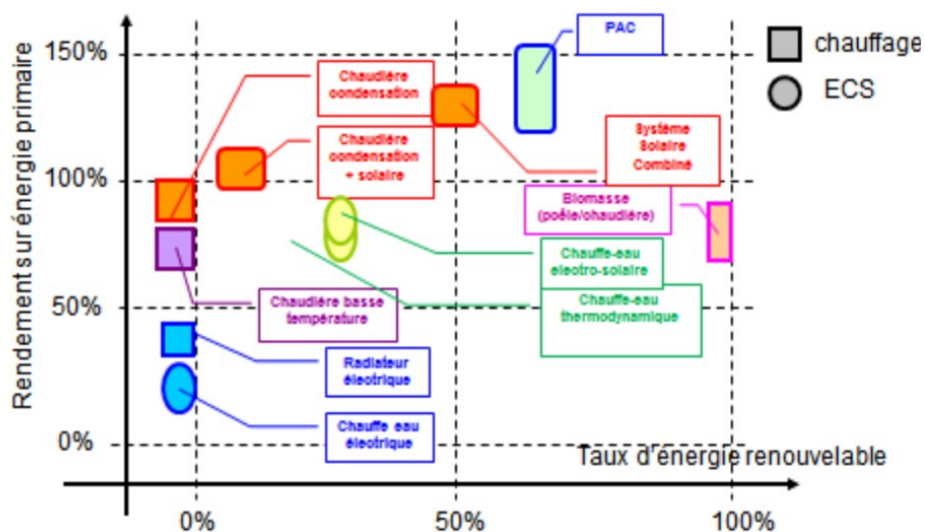 Rendement sur énergie primaire
150%
100%
50%
0%
PAC
chauffage
ECS
Chaudière
condensation
Chaudière
condensation
+ solaire
Système
Solaire
Combiné
Biomasse
(poêle/chaudière)
Chauffe-eau
electro-solaire
Chauffe-eau
thermodynamique
Chaudière basse
température
Radiateur
électrique
Chauffe eau
électrique
Taux d'énergie renouvelable
0%
50%
100%